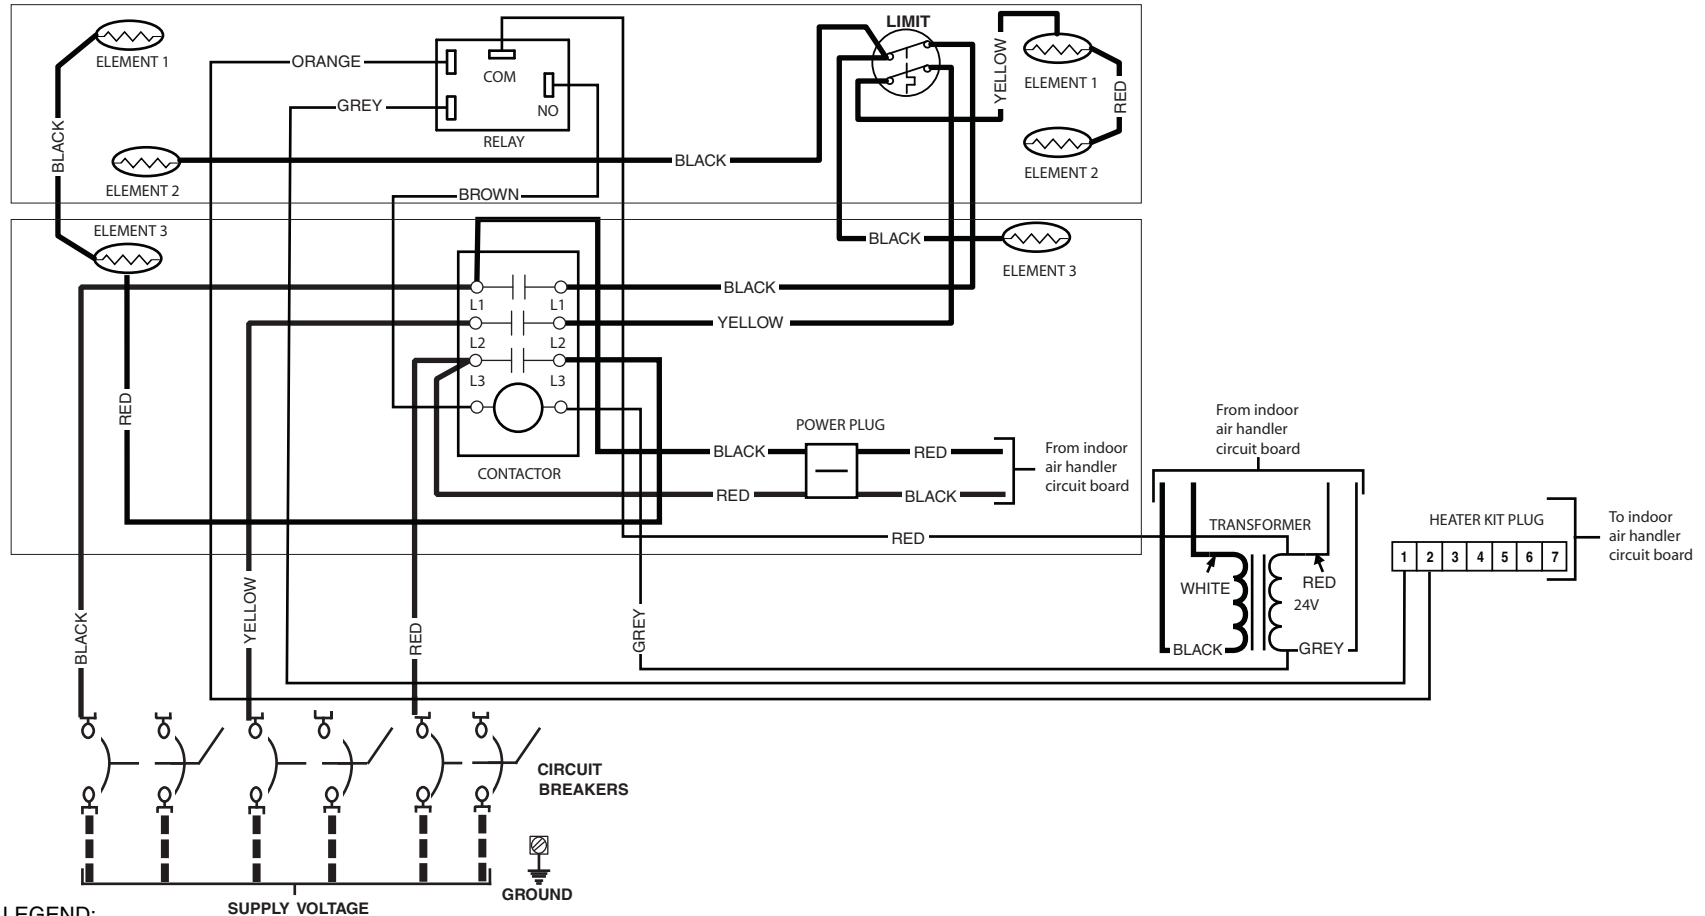 LIMIT
ELEMENT 1
ORANGE
COM
YELLOW
ELEMENT 1
RED
GREY
NO
RELAY
BLACK
BLACK
ELEMENT 2
ELEMENT 2
BROWN
ELEMENT 3
BLACK
ELEMENT 3
L1
L1
BLACK
YELLOW
L2
L2
L3
L3
RED
CONTACTOR
POWER PLUG
BLACK
RED
RED
BLACK
From indoor
air handler
circuit board
From indoor
air handler
circuit board
TRANSFORMER
HEATER KIT PLUG
To indoor
air handler
circuit board
1 2 3 4 5 6 7
RED
WHITE
RED
24V
BLACK
GREY
BLACK
YELLOW
RED
GREY
CIRCUIT
BREAKERS
GROUND
SUPPLY VOLTAGE
LEGEND: